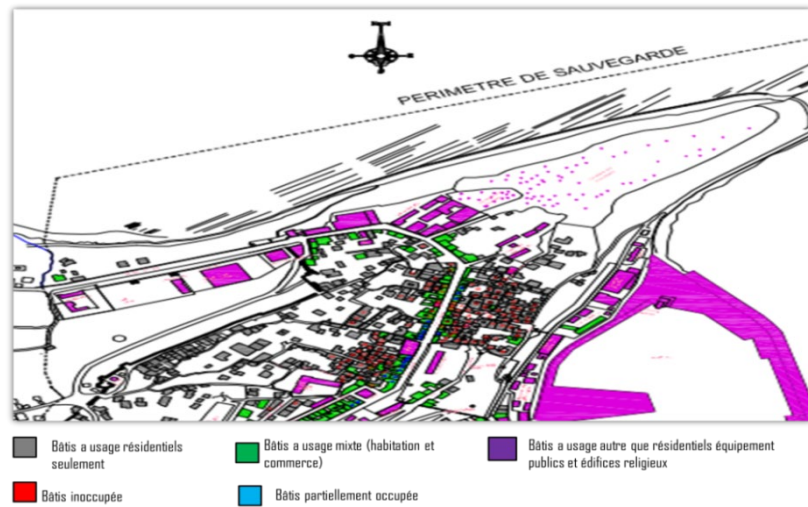 PERIMETRE DE SAUVEGARDE
Bâtis a usage résidentiels
seulement
Bâtis a usage mixte (habitation et
commerce)
Bâtis a usage autre que résidentiels équipement
publics et édifices religieux
Bâtis inoccupée
Bâtis partiellement occupée